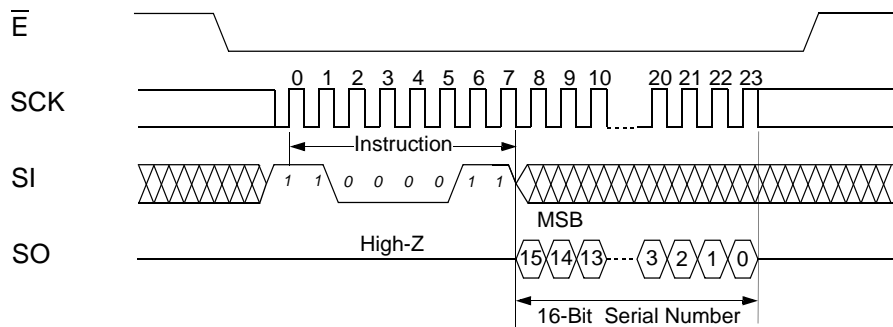 E
0 1 2 3 4 5 6 7 8 9 10 20 21 22 23
SCK
Instruction
SI
1 1 0 0 0 0 1 1
MSB
High-Z
SO
15 14 13 3 2 1 0
16-Bit Serial Number